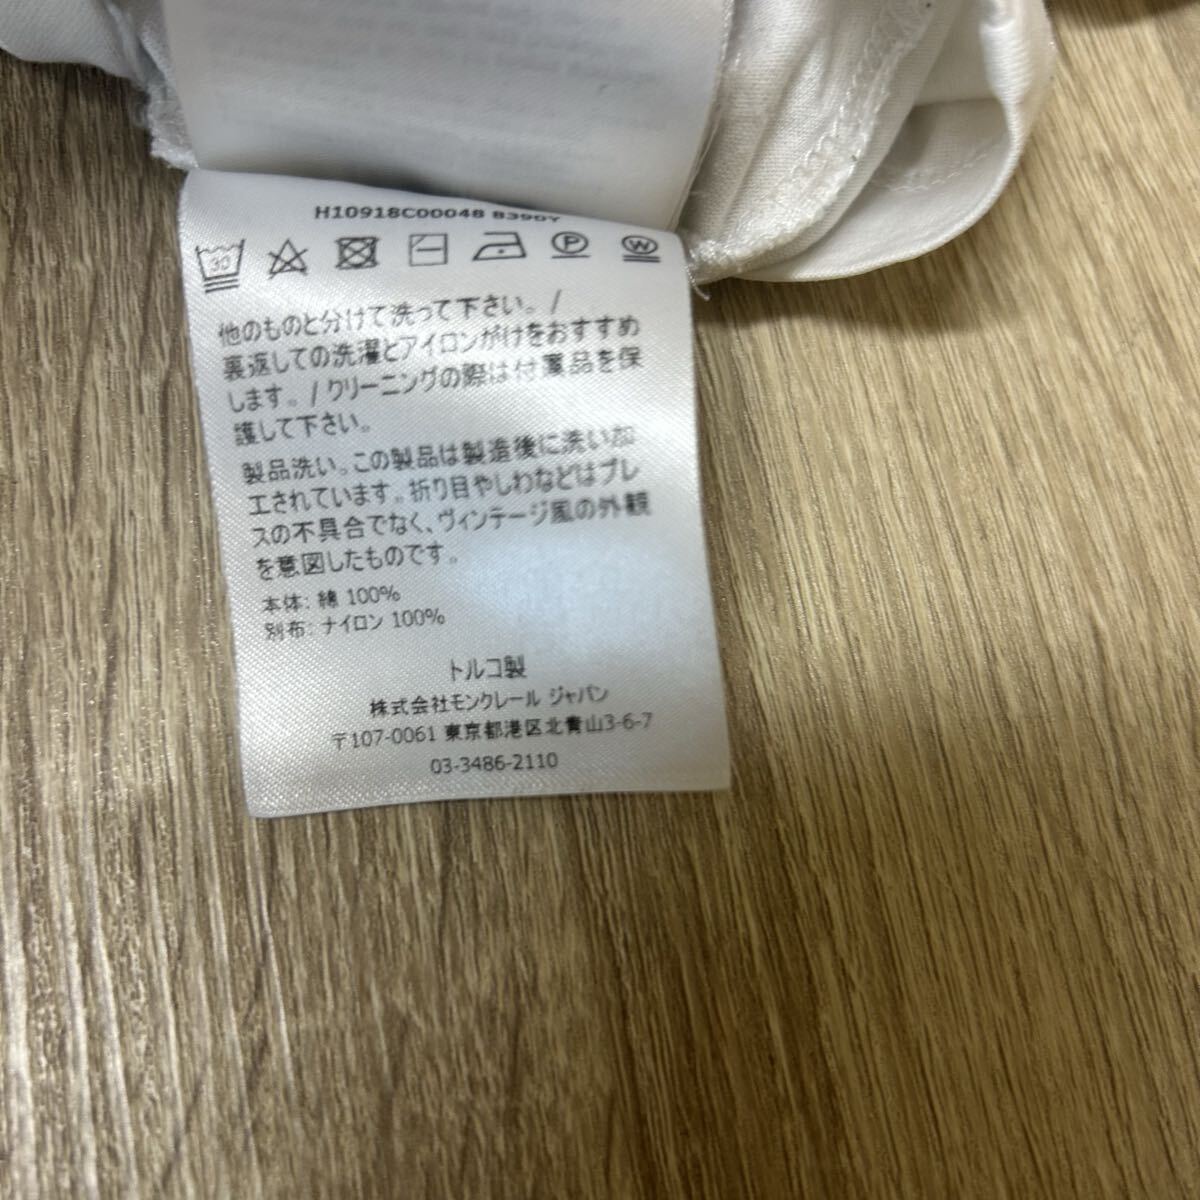 H10918C00048 8390Y
30 P W
他のものと分けて洗って下さい。/
裏返しての洗濯とアイロンがけをおすすめ
します。/ クリーニングの際は付属品を保
護して下さい。
製品洗い。この製品は製造後に洗い加
工されています。折り目やしわなどはプレ
スの不具合でなく、ヴィンテージ風の外観
を意図したものです。
本体: 綿 100%
別布: ナイロン 100%
トルコ製
株式会社モンクレール ジャパン
〒107-0061 東京都港区北青山3-6-7
03-3486-2110